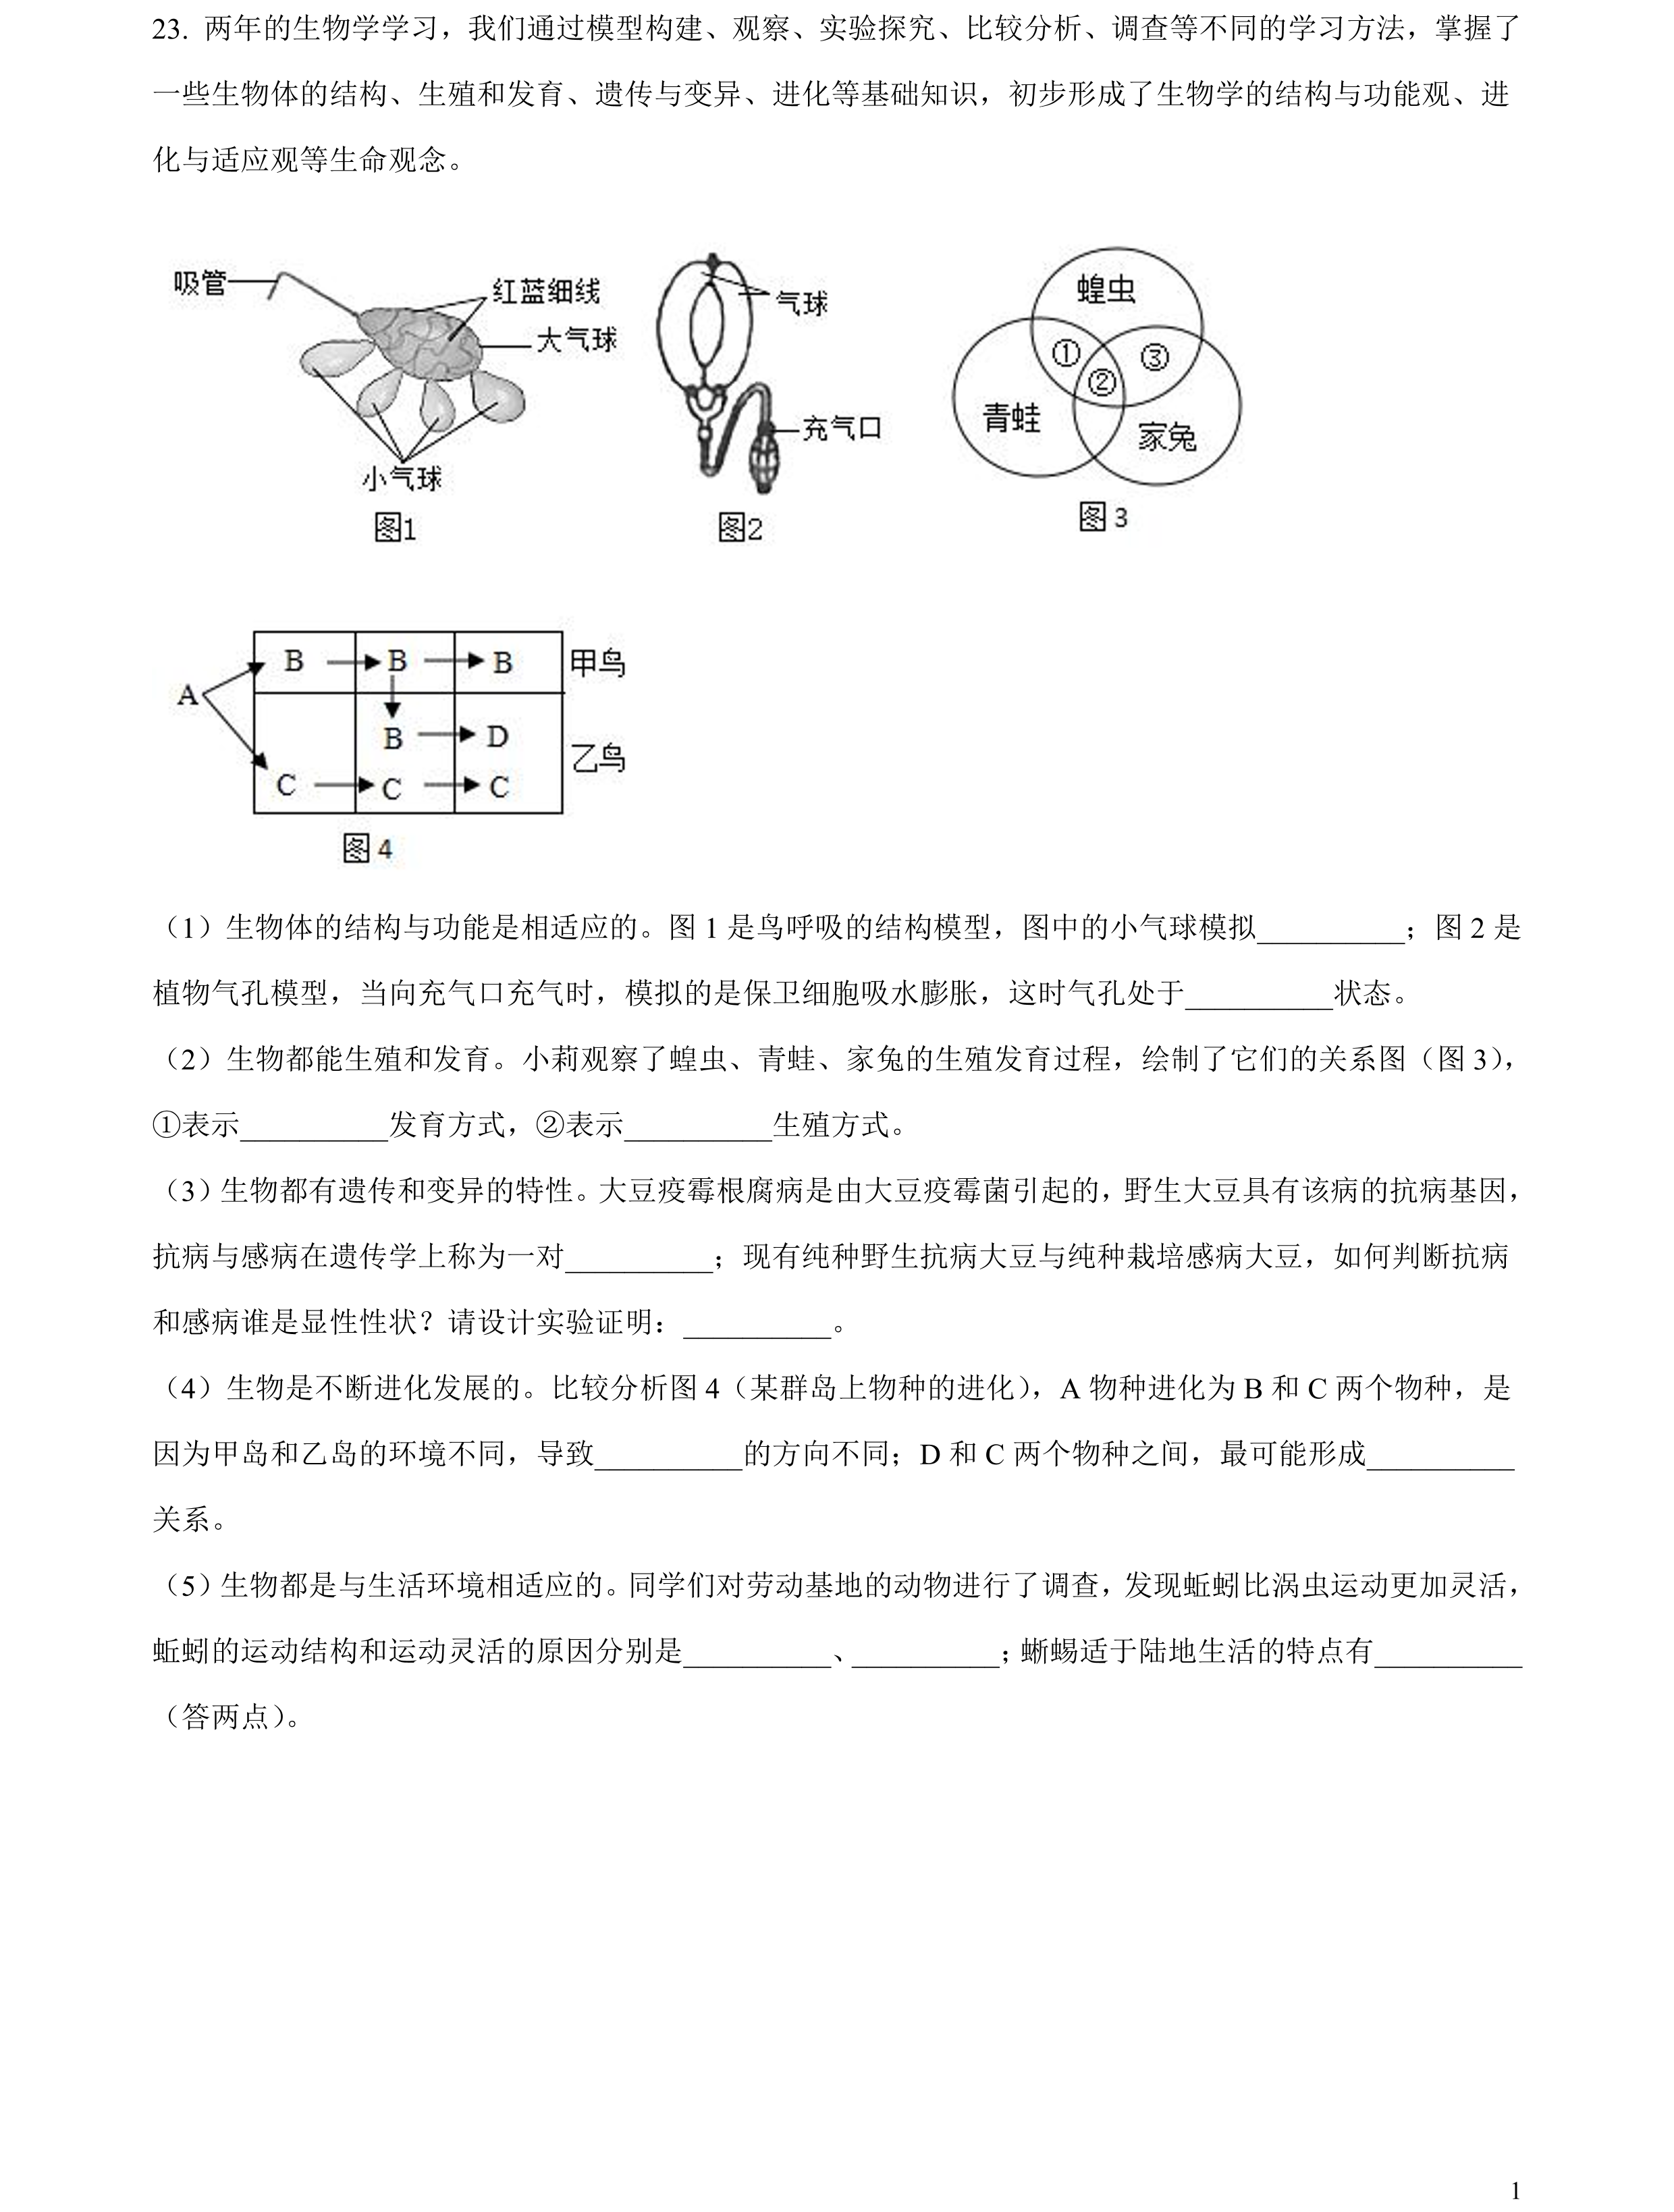 23. 两年的生物学学习，我们通过模型构建、观察、实验探究、比较分析、调查等不同的学习方法，掌握了
一些生物体的结构、生殖和发育、遗传与变异、进化等基础知识，初步形成了生物学的结构与功能观、进
化与适应观等生命观念。
吸管
红蓝细线
大气球
小气球
图1
气球
充气口
图2
蝗虫
①
③
②
青蛙
家兔
图 3
B
B
B
甲鸟
A
B
D
乙鸟
C
C
C
图 4
（1）生物体的结构与功能是相适应的。图 1 是鸟呼吸的结构模型，图中的小气球模拟__________；图 2 是
植物气孔模型，当向充气口充气时，模拟的是保卫细胞吸水膨胀，这时气孔处于__________状态。
（2）生物都能生殖和发育。小莉观察了蝗虫、青蛙、家兔的生殖发育过程，绘制了它们的关系图（图 3），
①表示__________发育方式，②表示__________生殖方式。
（3）生物都有遗传和变异的特性。大豆疫霉根腐病是由大豆疫霉菌引起的，野生大豆具有该病的抗病基因，
抗病与感病在遗传学上称为一对__________；现有纯种野生抗病大豆与纯种栽培感病大豆，如何判断抗病
和感病谁是显性性状？请设计实验证明：__________。
（4）生物是不断进化发展的。比较分析图 4（某群岛上物种的进化），A 物种进化为 B 和 C 两个物种，是
因为甲岛和乙岛的环境不同，导致__________的方向不同；D 和 C 两个物种之间，最可能形成__________
关系。
（5）生物都是与生活环境相适应的。同学们对劳动基地的动物进行了调查，发现蚯蚓比涡虫运动更加灵活，
蚯蚓的运动结构和运动灵活的原因分别是__________、__________；蜥蜴适于陆地生活的特点有__________
（答两点）。
1